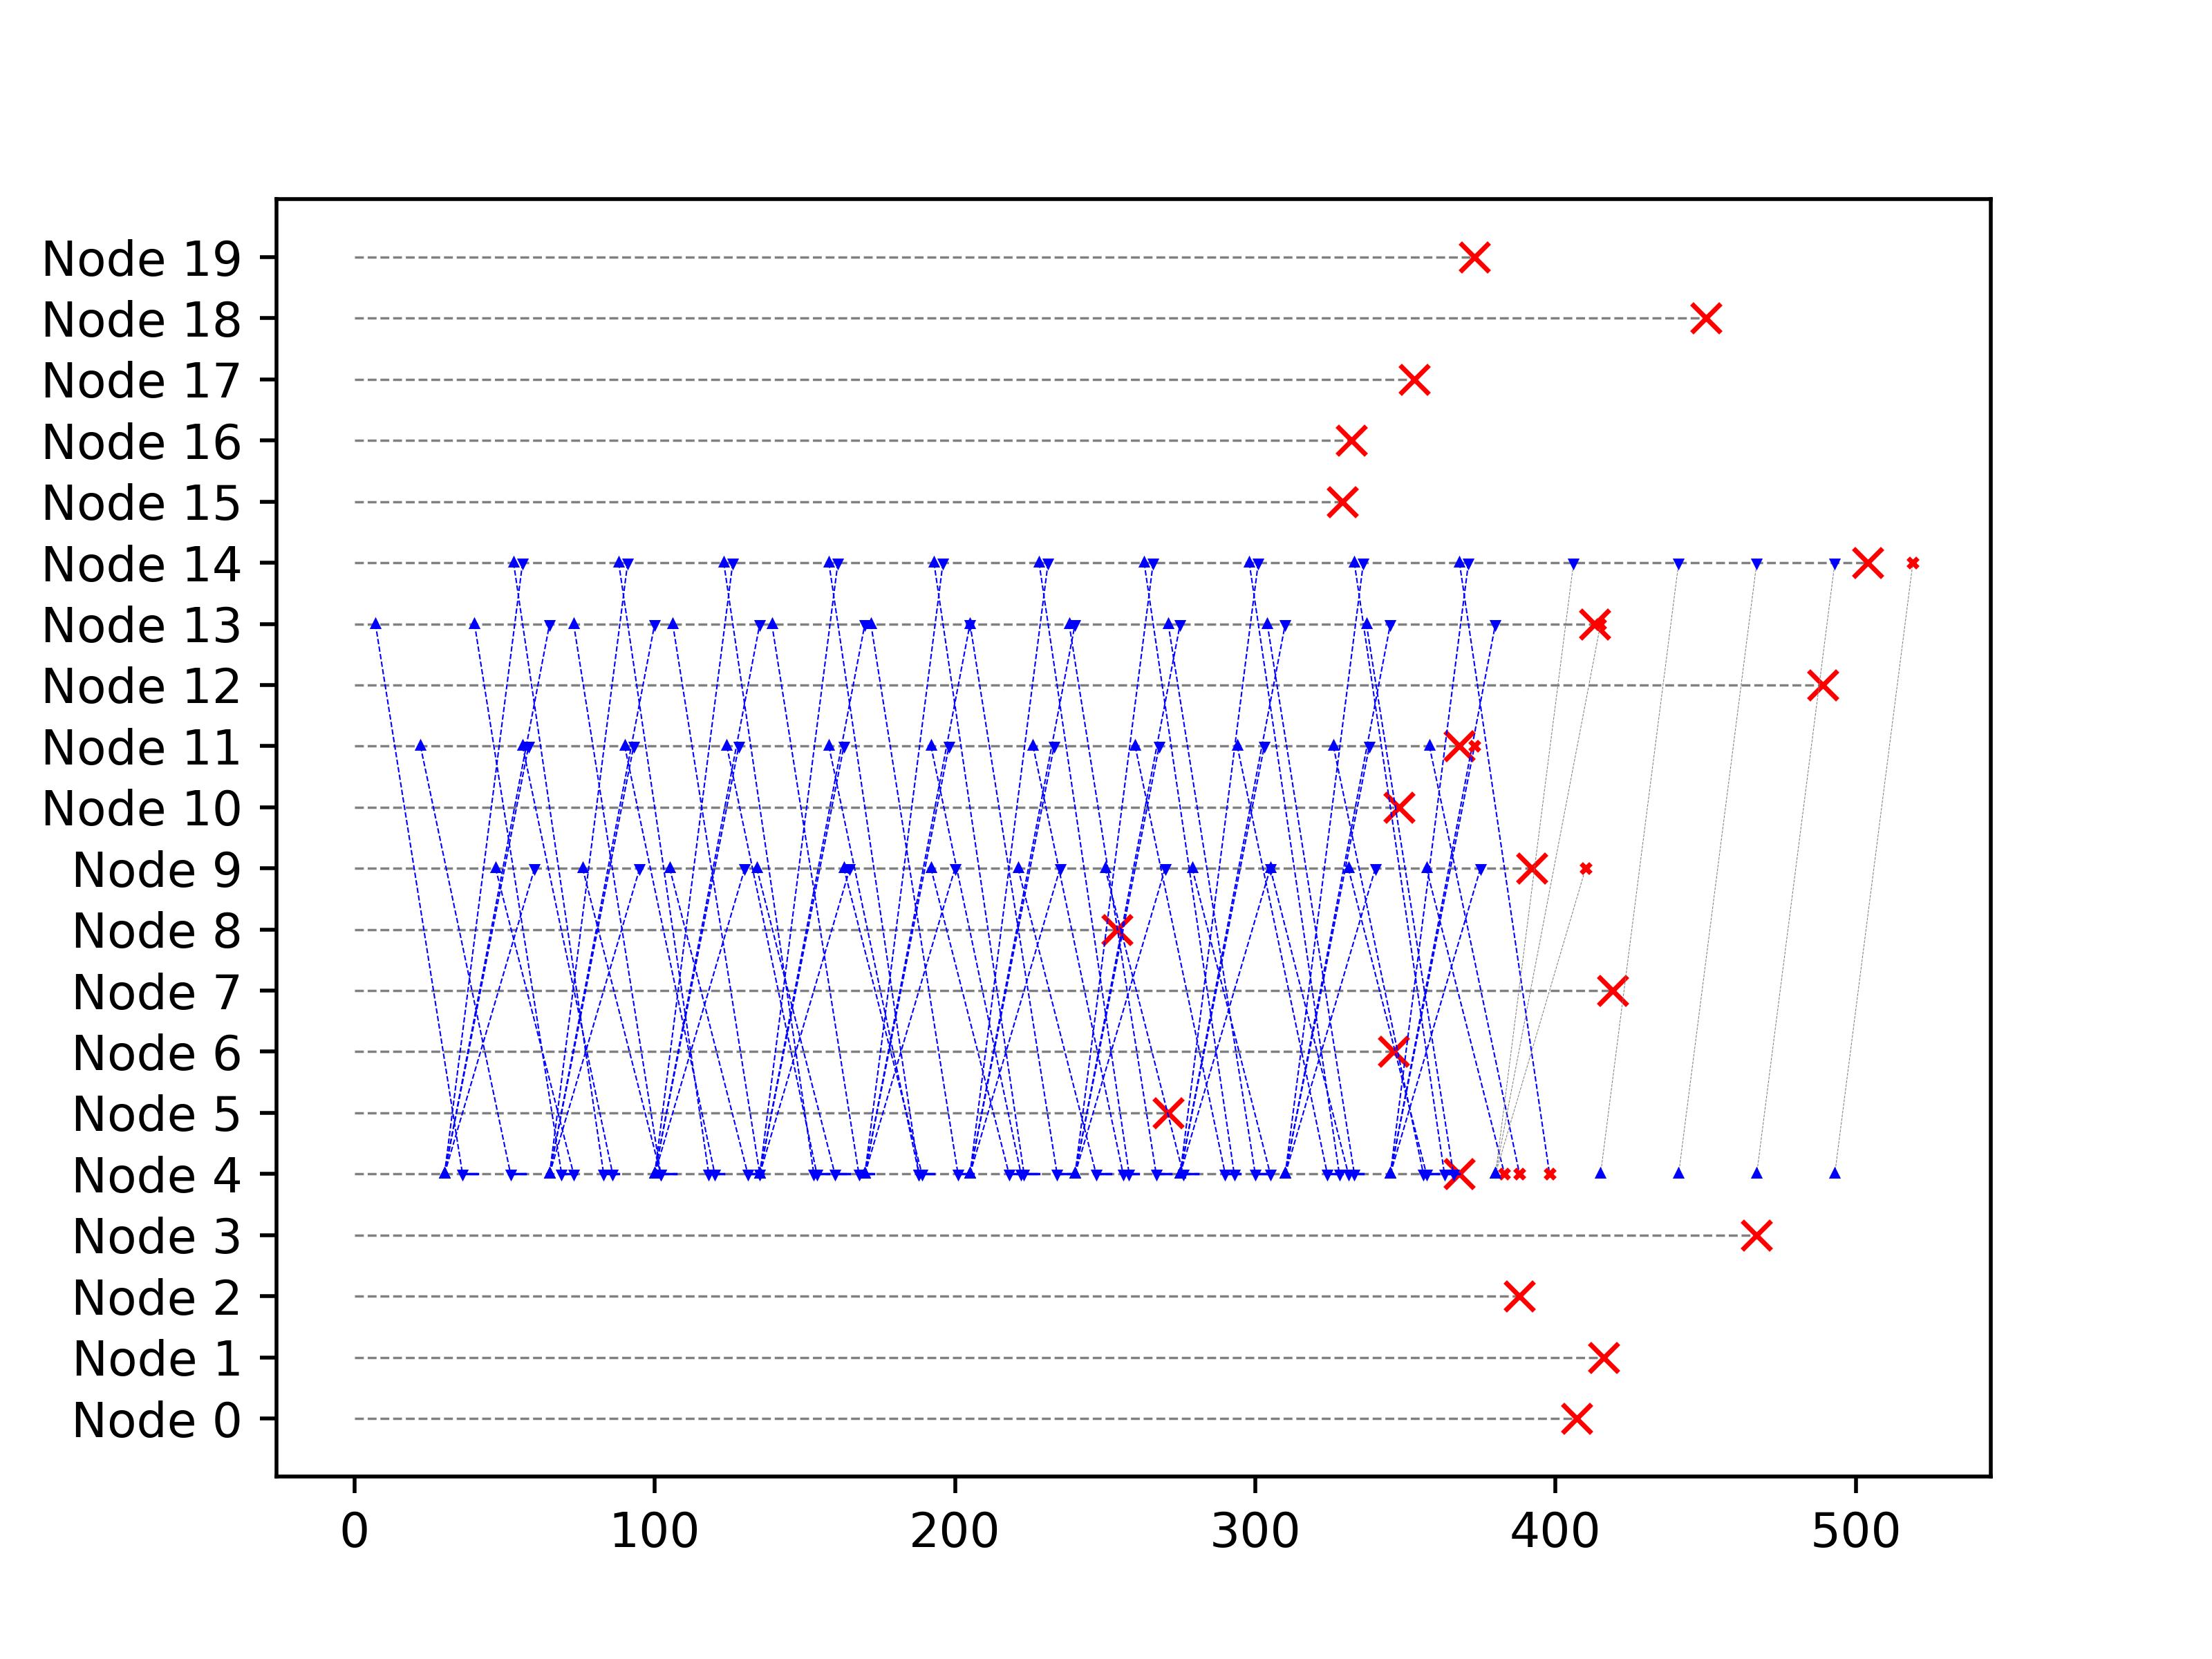 Node 19
Node 18
Node 17
Node 16
Node 15
Node 14
Node 13
Node 12
Node 11
Node 10
Node 9
Node 8
Node 7
Node 6
Node 5
Node 4
Node 3
Node 2
Node 1
Node 0
0 100 200 300 400 500